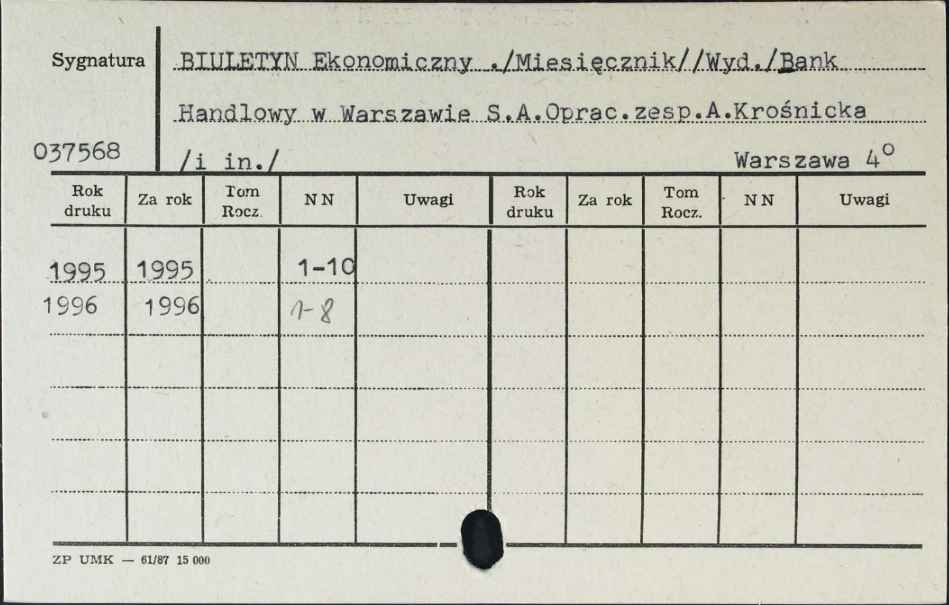 Sygnatura BIULETYN Ekonomiczny ./Miesięcznik//Wyd./Bank
Handlowy w Warszawie S.A.Oprac.zesp.A.Krośnicka
037568 /i in./ Warszawa 4°
Rok druku Za rok Tom Rocz. NN Uwagi Rok druku Za rok Tom Rocz. NN Uwagi
1995 1995 1-10
1996 1996 1-8
ZP UMK — 61/87 15 000